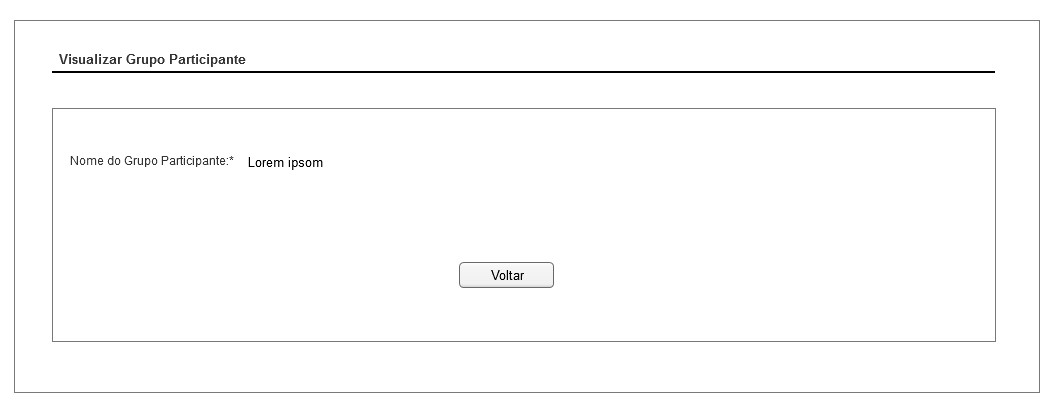 Visualizar Grupo Participante
Nome do Grupo Participante:* Lorem ipsom
Voltar